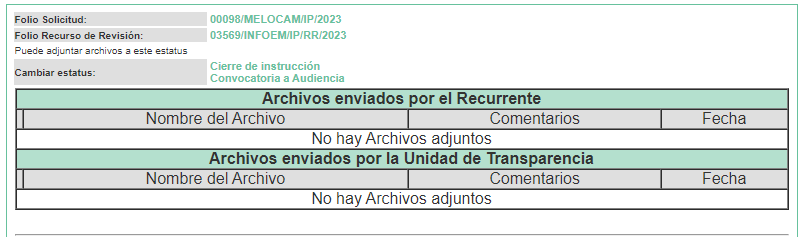 Folio Solicitud: 00098/MELOCAM/IP/2023
Folio Recurso de Revisión: 03569/INFOEM/IP/RR/2023
Puede adjuntar archivos a este estatus
Cambiar estatus: Cierre de instrucción
Convocatoria a Audiencia
Archivos enviados por el Recurrente
Nombre del Archivo Comentarios Fecha
No hay Archivos adjuntos
Archivos enviados por la Unidad de Transparencia
Nombre del Archivo Comentarios Fecha
No hay Archivos adjuntos